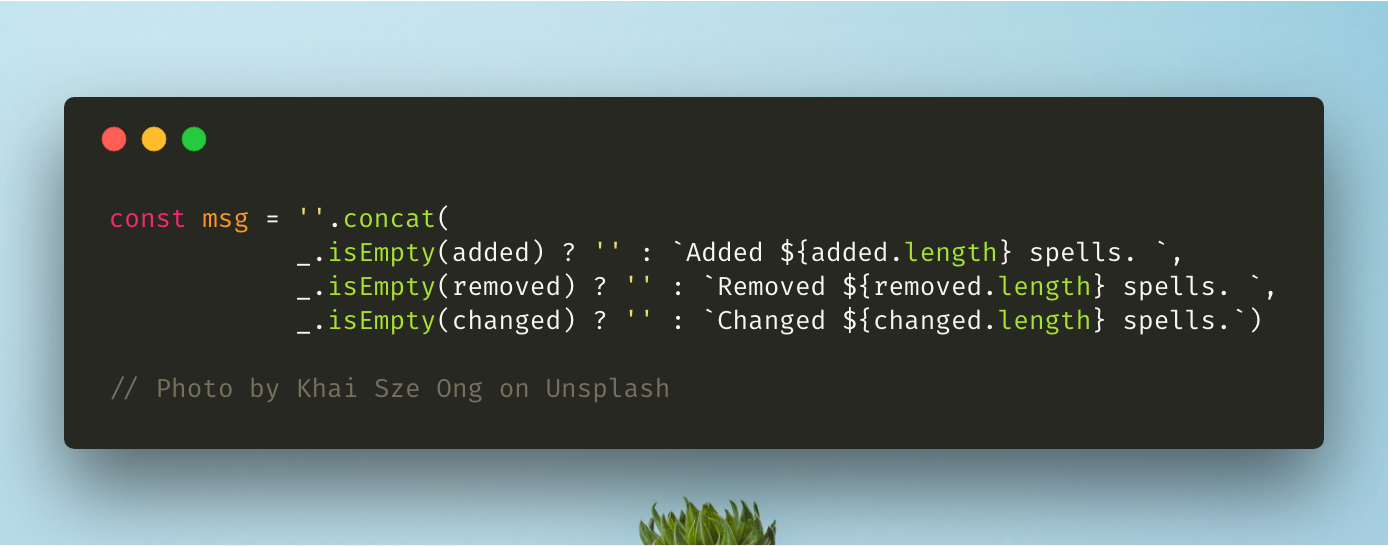 const msg = ''.concat(
            _.isEmpty(added) ? '' : `Added ${added.length} spells. `,
            _.isEmpty(removed) ? '' : `Removed ${removed.length} spells. `,
            _.isEmpty(changed) ? '' : `Changed ${changed.length} spells.`)
// Photo by Khai Sze Ong on Unsplash